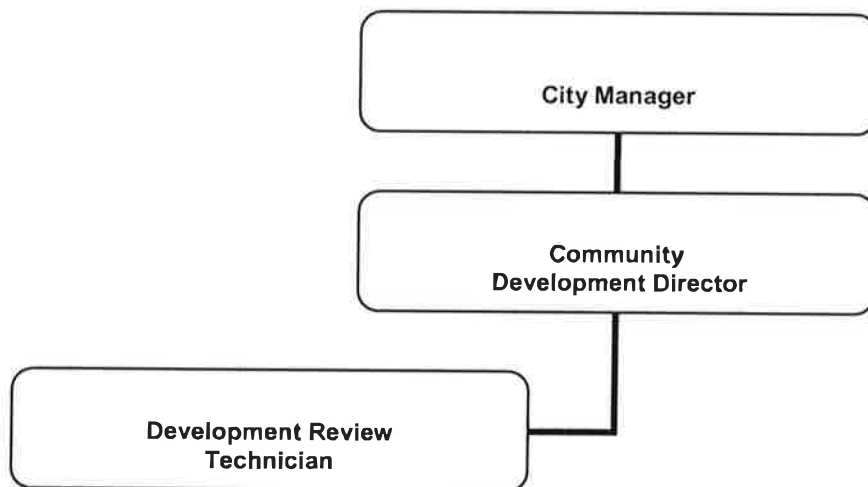 City Manager
Community
Development Director
Development Review
Technician